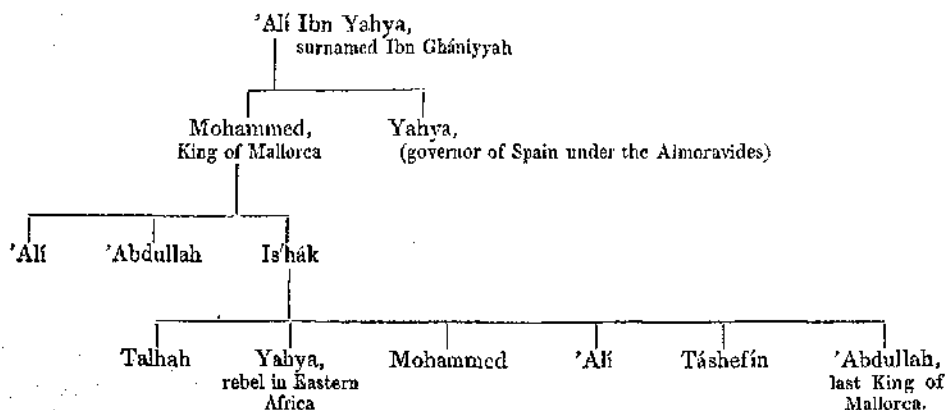 ’Alí Ibn Yahya,
surnamed Ibn Ghániyyah
Mohammed, Yahya,
King of Mallorca (governor of Spain under the Almoravides)
’Alí ’Abdullah Is’hák
Talhah Yahya, Mohammed ’Alí Táshefín ’Abdullah,
rebel in Eastern last King of
Africa Mallorca.